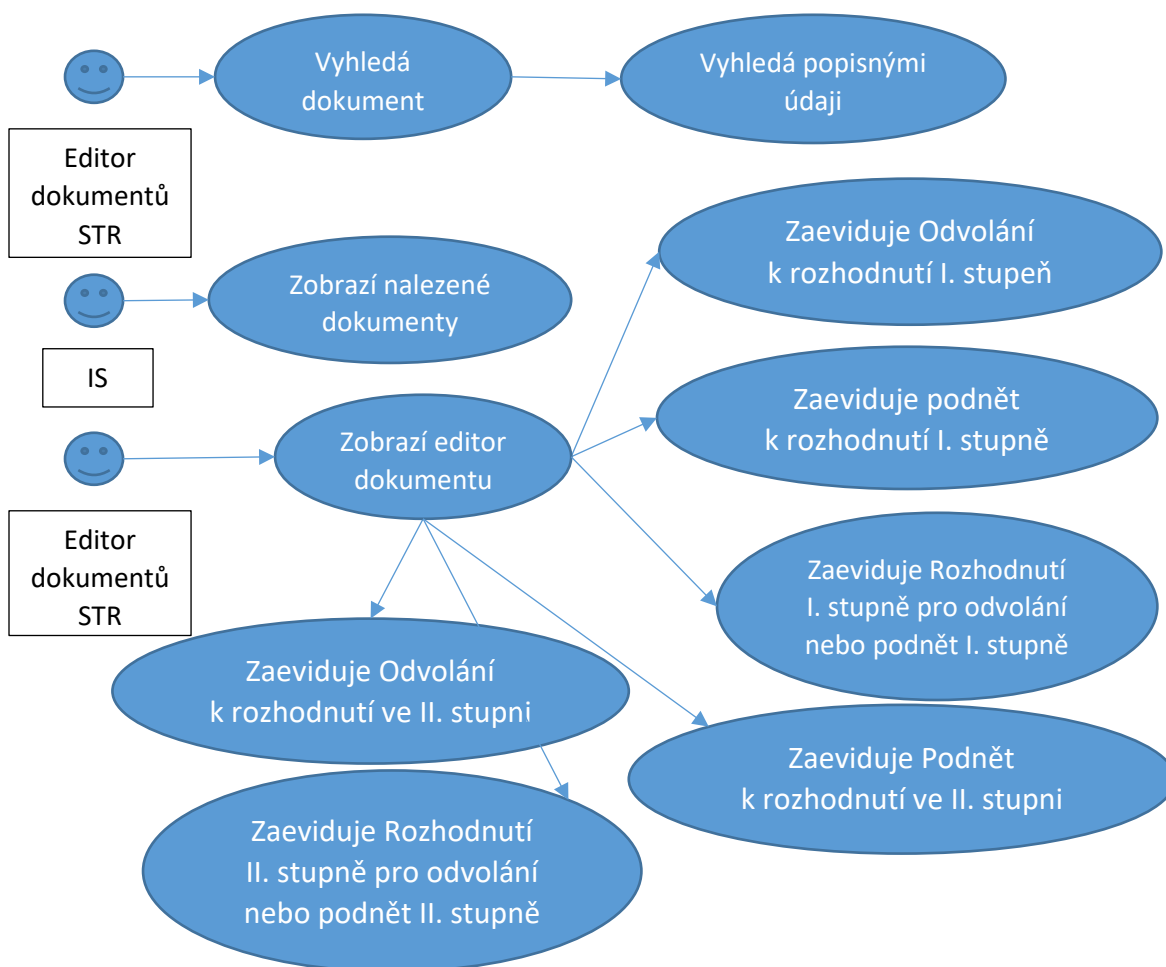 Vyhledá
dokument
Vyhledá popisnými
údaji
Editor
dokumentů
STR
Zaeviduje Odvolání
k rozhodnutí I. stupeň
Zobrazí nalezené
dokumenty
IS
Zaeviduje podnět
k rozhodnutí I. stupně
Zobrazí editor
dokumentu
Editor
dokumentů
STR
Zaeviduje Rozhodnutí
I. stupně pro odvolání
nebo podnět I. stupně
Zaeviduje Odvolání
k rozhodnutí ve II. stupni
Zaeviduje Podnět
k rozhodnutí ve II. stupni
Zaeviduje Rozhodnutí
II. stupně pro odvolání
nebo podnět II. stupně